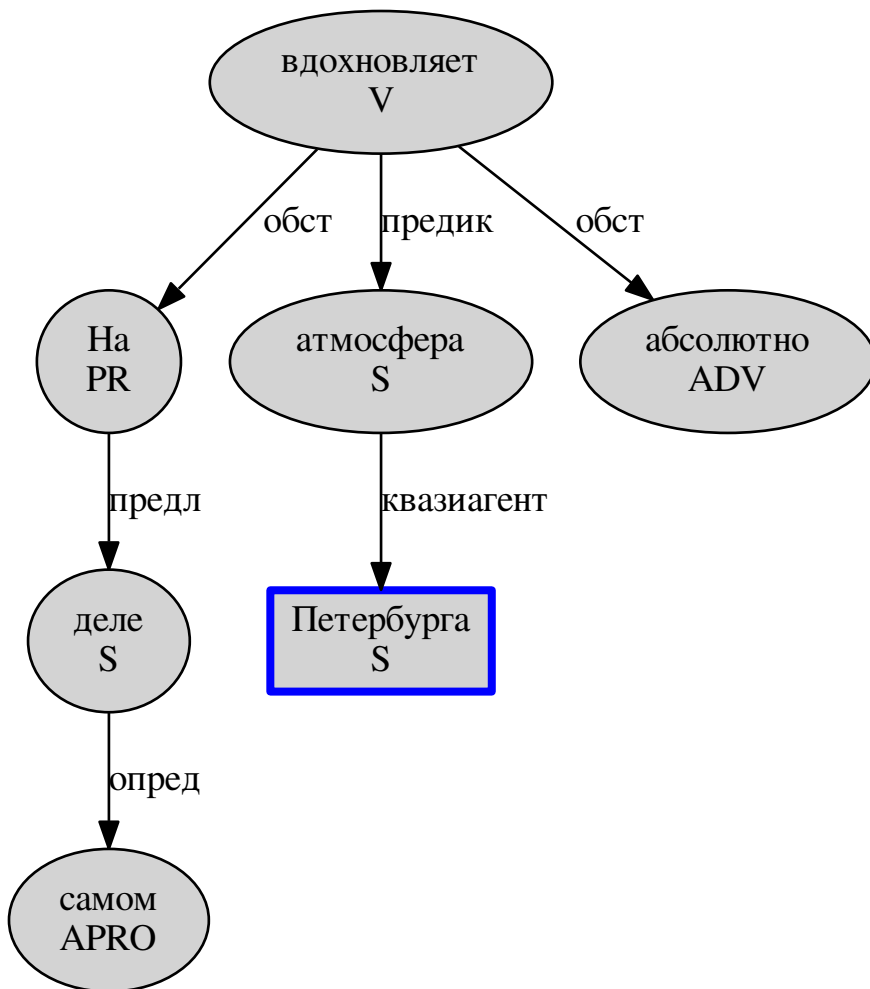 вдохновляет
V
обст
предик
обст
На
PR
атмосфера
S
абсолютно
ADV
предл
квазиагент
деле
S
Петербурга
S
опред
самом
APRO